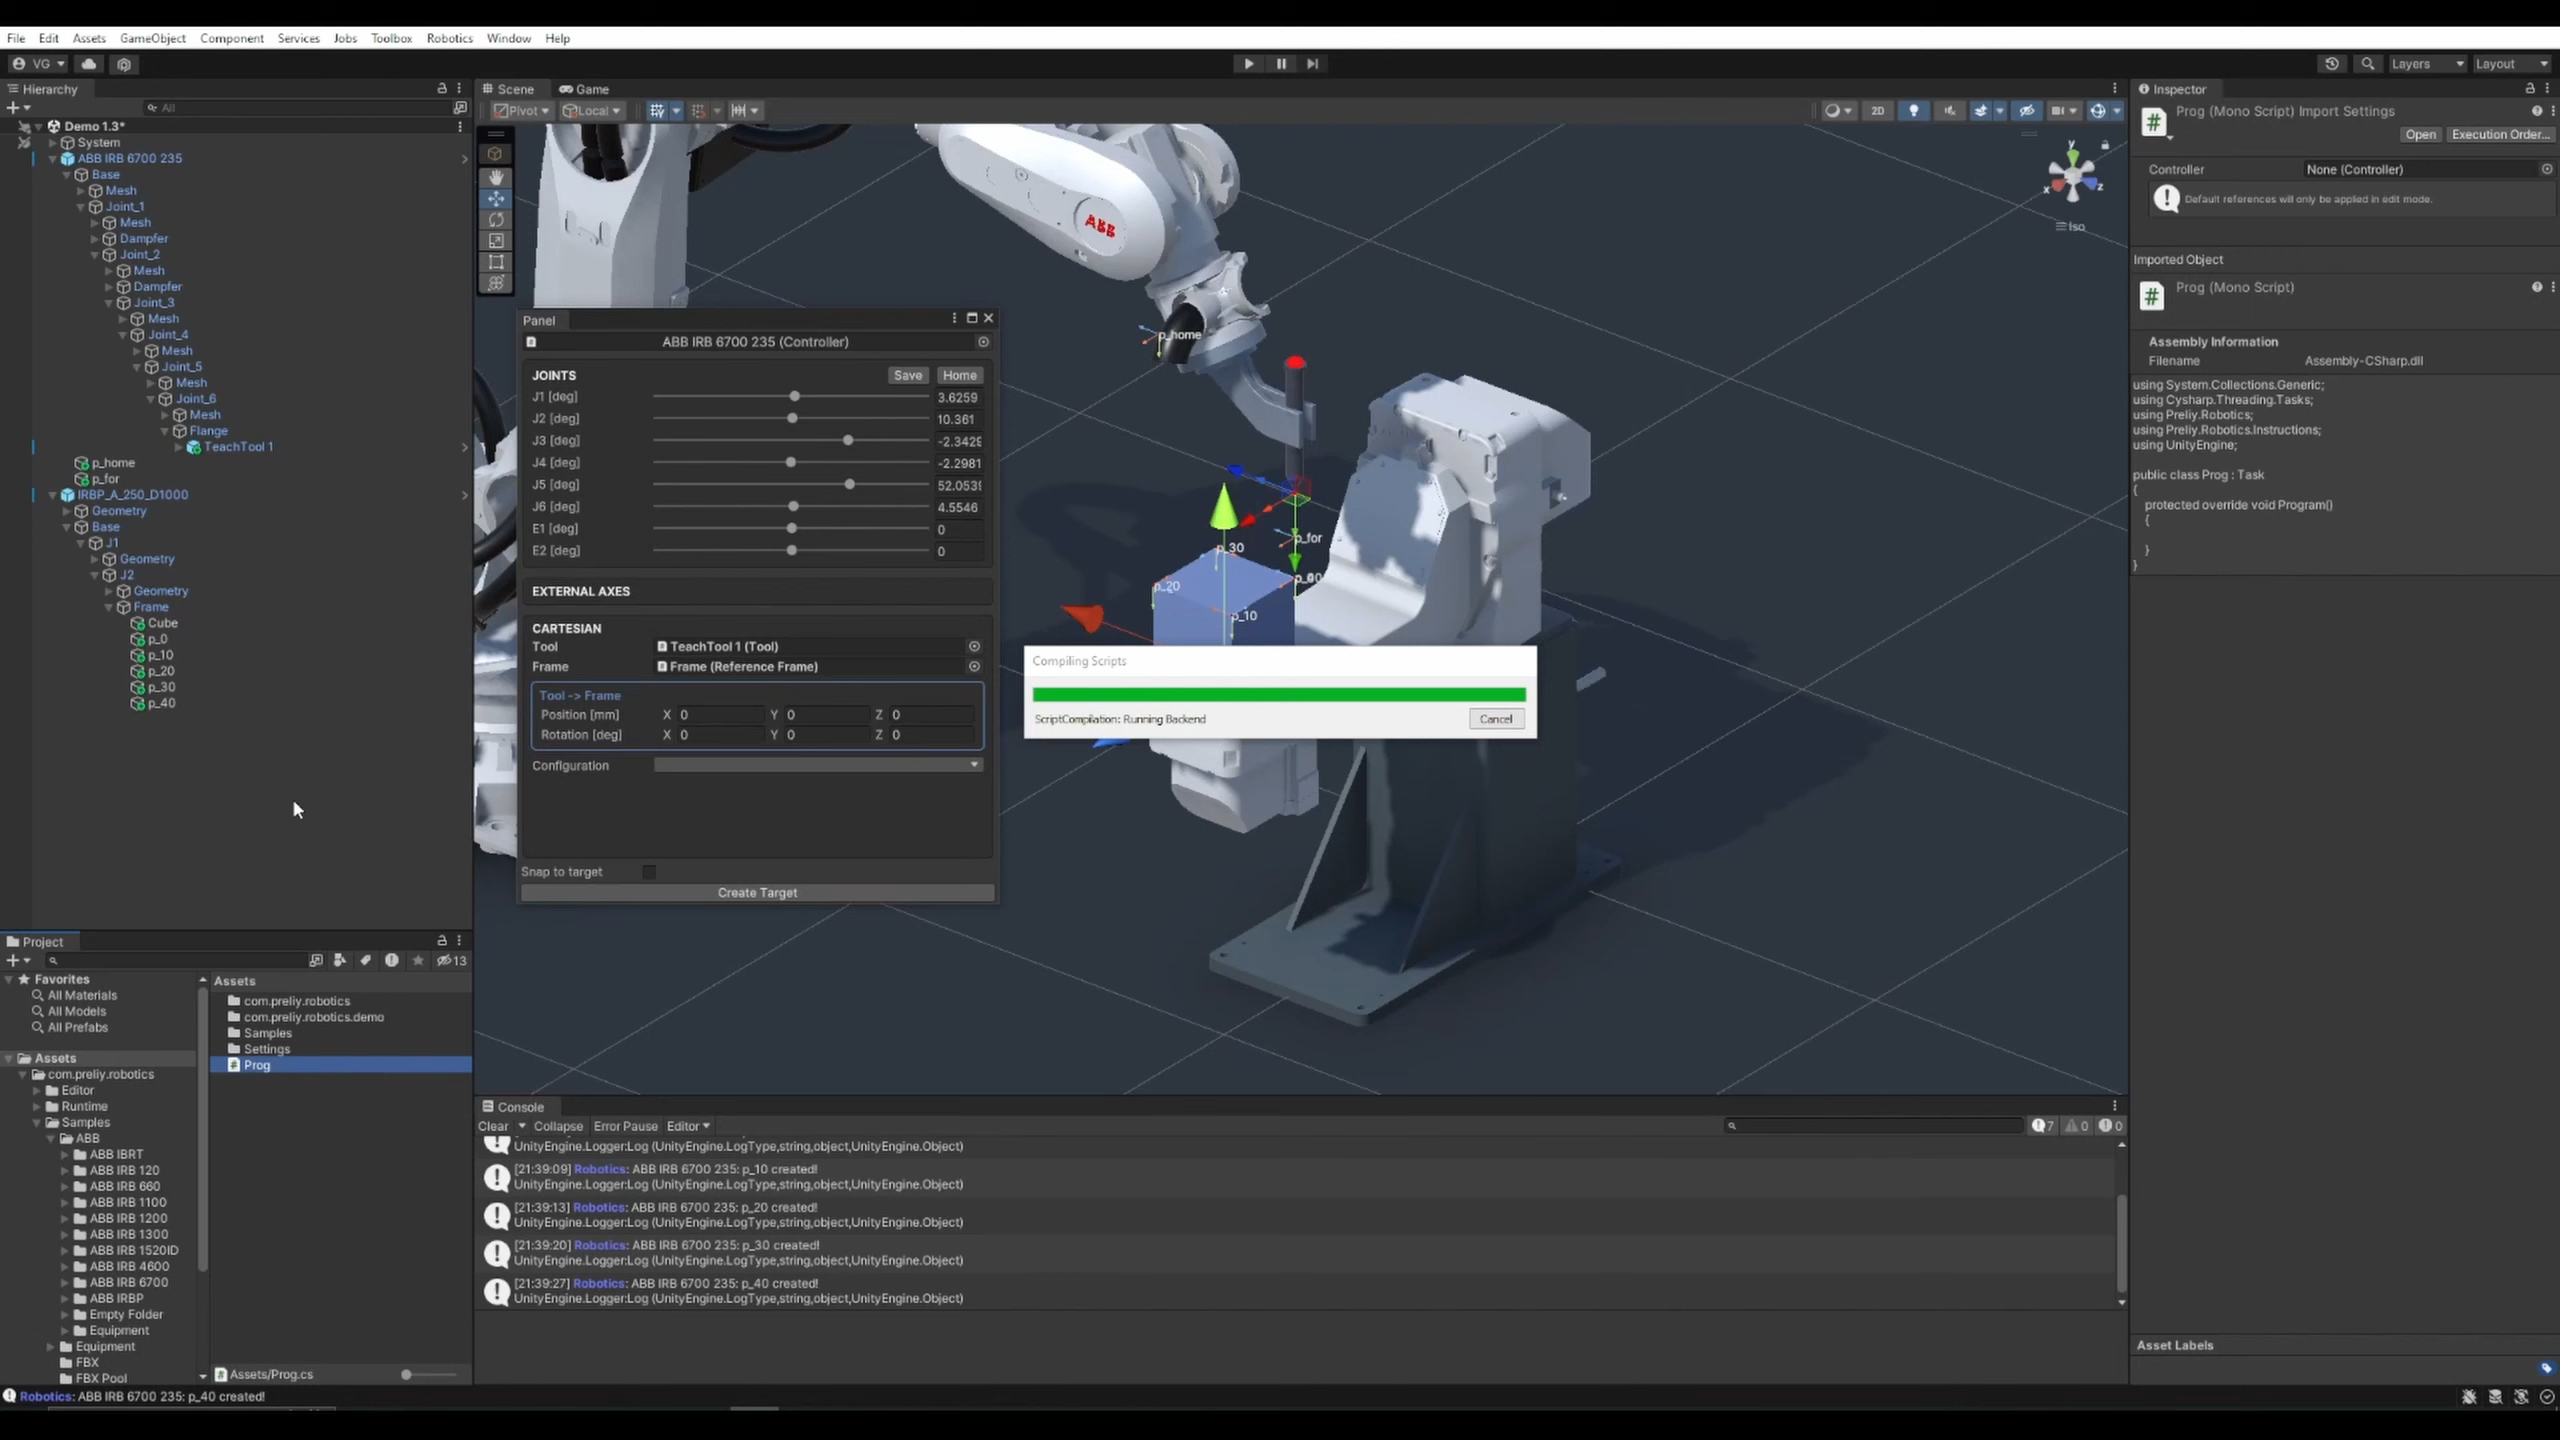 File Edit Assets GameObject Component Services Jobs Toolbox Robotics Window Help
VG
Layers
Layout
Hierarchy
All
Demo 1.3*
System
ABB IRB 6700 235
Base
Mesh
Joint_1
Mesh
Dampfer
Joint_2
Mesh
Dampfer
Joint_3
Mesh
Joint_4
Mesh
Joint_5
Mesh
Joint_6
Mesh
Flange
TeachTool 1
p_home
p_for
IRBP_A_250_D1000
Geometry
Base
J1
Geometry
J2
Geometry
Frame
Cube
p_0
p_10
p_20
p_30
p_40
Scene Game
Pivot Local
2D
y
x
z
Iso
ABB
p_home
p_for
p_30
p_20
p_10
Panel
ABB IRB 6700 235 (Controller)
JOINTS Save Home
J1 [deg] 3.6259
J2 [deg] 10.361
J3 [deg] -2.3429
J4 [deg] -2.2981
J5 [deg] 52.053
J6 [deg] 4.5546
E1 [deg] 0
E2 [deg] 0
EXTERNAL AXES
CARTESIAN
Tool TeachTool 1 (Tool)
Frame Frame (Reference Frame)
Tool -> Frame
Position [mm] X 0 Y 0 Z 0
Rotation [deg] X 0 Y 0 Z 0
Configuration
Snap to target
Create Target
Compiling Scripts
ScriptCompilation: Running Backend
Cancel
Inspector
Prog (Mono Script) Import Settings
Open Execution Order...
Controller None (Controller)
Default references will only be applied in edit mode.
Imported Object
Prog (Mono Script)
Assembly Information
Filename Assembly-CSharp.dll
using System.Collections.Generic;
using Cysharp.Threading.Tasks;
using Preliy.Robotics;
using Preliy.Robotics.Instructions;
using UnityEngine;
public class Prog : Task
{
protected override void Program()
{
}
}
Asset Labels
Project
13
Favorites
All Materials
All Models
All Prefabs
Assets
com.preliy.robotics
Editor
Runtime
Samples
ABB
ABB IBRT
ABB IRB 120
ABB IRB 660
ABB IRB 1100
ABB IRB 1200
ABB IRB 1300
ABB IRB 1520ID
ABB IRB 4600
ABB IRB 6700
ABB IRBP
Empty Folder
Equipment
Equipment
FBX
FBX Pool
Assets
com.preliy.robotics
com.preliy.robotics.demo
Samples
Settings
Prog
Assets/Prog.cs
Console
Clear Collapse Error Pause Editor
7 0 0
UnityEngine.Logger:Log (UnityEngine.LogType,string,object,UnityEngine.Object)
[21:39:09] Robotics: ABB IRB 6700 235: p_10 created!
UnityEngine.Logger:Log (UnityEngine.LogType,string,object,UnityEngine.Object)
[21:39:13] Robotics: ABB IRB 6700 235: p_20 created!
UnityEngine.Logger:Log (UnityEngine.LogType,string,object,UnityEngine.Object)
[21:39:20] Robotics: ABB IRB 6700 235: p_30 created!
UnityEngine.Logger:Log (UnityEngine.LogType,string,object,UnityEngine.Object)
[21:39:27] Robotics: ABB IRB 6700 235: p_40 created!
UnityEngine.Logger:Log (UnityEngine.LogType,string,object,UnityEngine.Object)
Robotics: ABB IRB 6700 235: p_40 created!